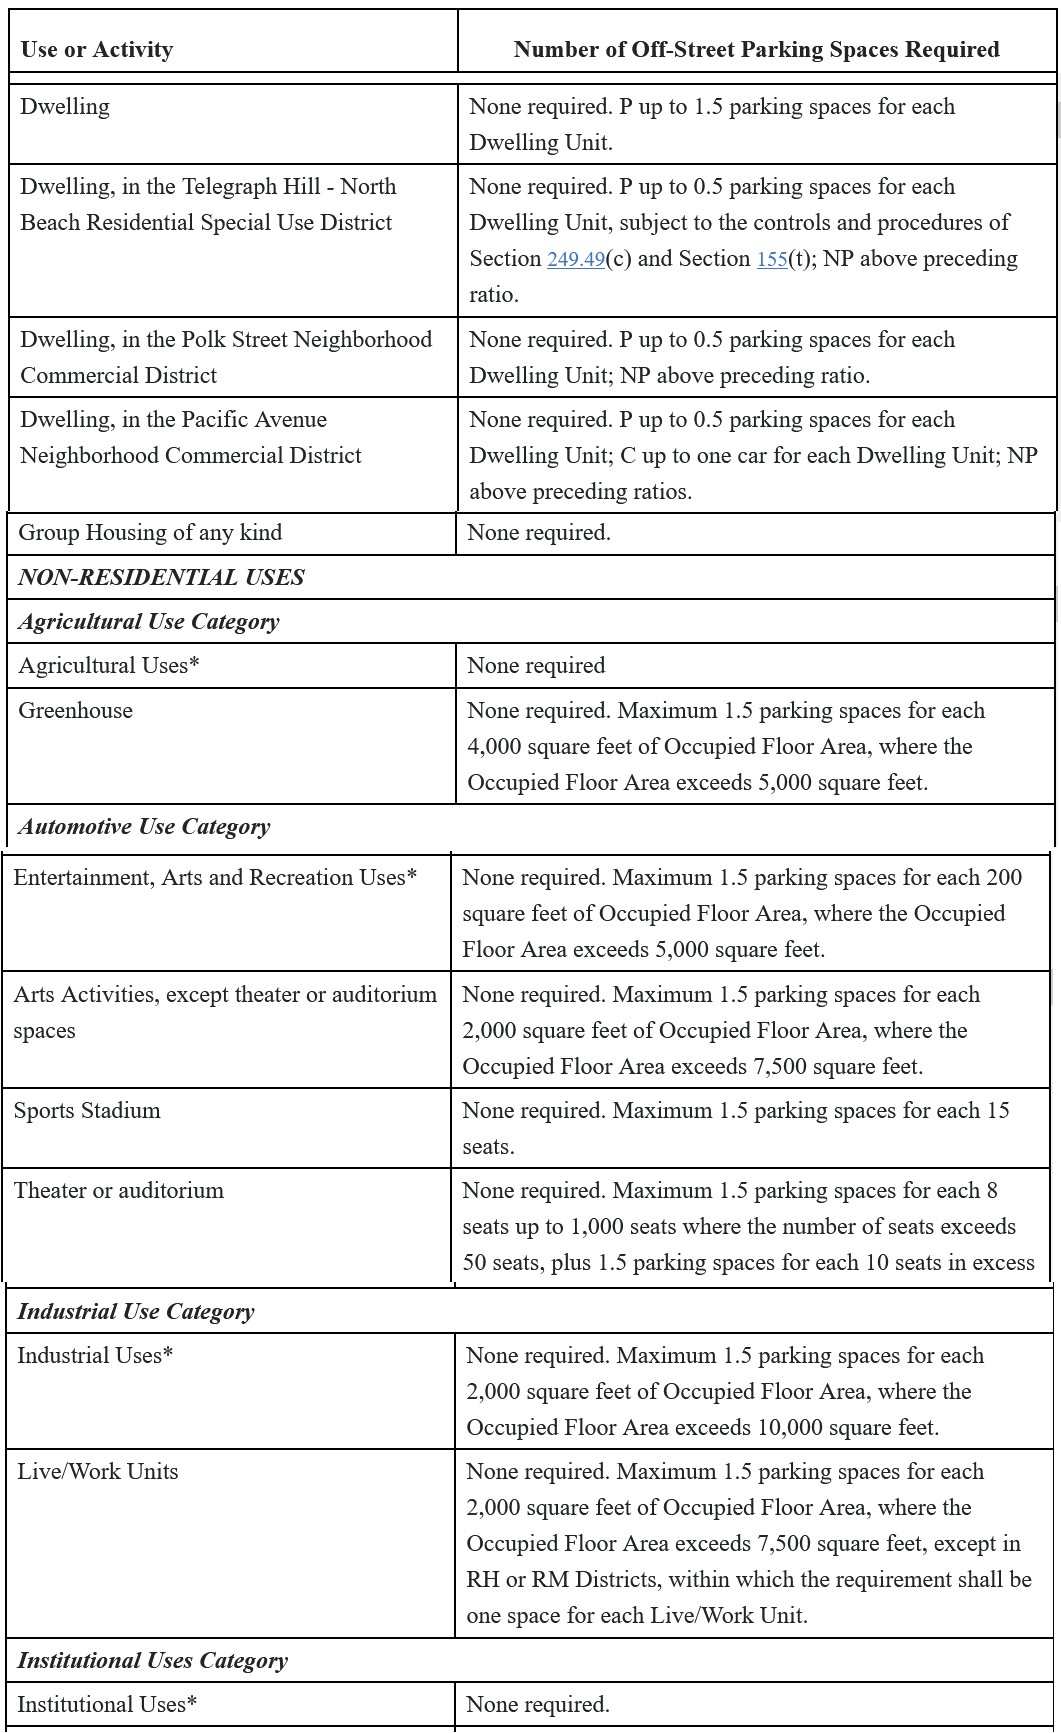 Use or Activity
Number of Off-Street Parking Spaces Required
Dwelling
None required. P up to 1.5 parking spaces for each
Dwelling Unit.
Dwelling, in the Telegraph Hill - North
Beach Residential Special Use District
None required. P up to 0.5 parking spaces for each
Dwelling Unit, subject to the controls and procedures of
Section 249.49(c) and Section 155(t); NP above preceding
ratio.
Dwelling, in the Polk Street Neighborhood
Commercial District
None required. P up to 0.5 parking spaces for each
Dwelling Unit; NP above preceding ratio.
Dwelling, in the Pacific Avenue
Neighborhood Commercial District
None required. P up to 0.5 parking spaces for each
Dwelling Unit; C up to one car for each Dwelling Unit; NP
above preceding ratios.
Group Housing of any kind
None required.
NON-RESIDENTIAL USES
Agricultural Use Category
Agricultural Uses*
None required
Greenhouse
None required. Maximum 1.5 parking spaces for each
4,000 square feet of Occupied Floor Area, where the
Occupied Floor Area exceeds 5,000 square feet.
Automotive Use Category
Entertainment, Arts and Recreation Uses*
None required. Maximum 1.5 parking spaces for each 200
square feet of Occupied Floor Area, where the Occupied
Floor Area exceeds 5,000 square feet.
Arts Activities, except theater or auditorium
spaces
None required. Maximum 1.5 parking spaces for each
2,000 square feet of Occupied Floor Area, where the
Occupied Floor Area exceeds 7,500 square feet.
Sports Stadium
None required. Maximum 1.5 parking spaces for each 15
seats.
Theater or auditorium
None required. Maximum 1.5 parking spaces for each 8
seats up to 1,000 seats where the number of seats exceeds
50 seats, plus 1.5 parking spaces for each 10 seats in excess
Industrial Use Category
Industrial Uses*
None required. Maximum 1.5 parking spaces for each
2,000 square feet of Occupied Floor Area, where the
Occupied Floor Area exceeds 10,000 square feet.
Live/Work Units
None required. Maximum 1.5 parking spaces for each
2,000 square feet of Occupied Floor Area, where the
Occupied Floor Area exceeds 7,500 square feet, except in
RH or RM Districts, within which the requirement shall be
one space for each Live/Work Unit.
Institutional Uses Category
Institutional Uses*
None required.